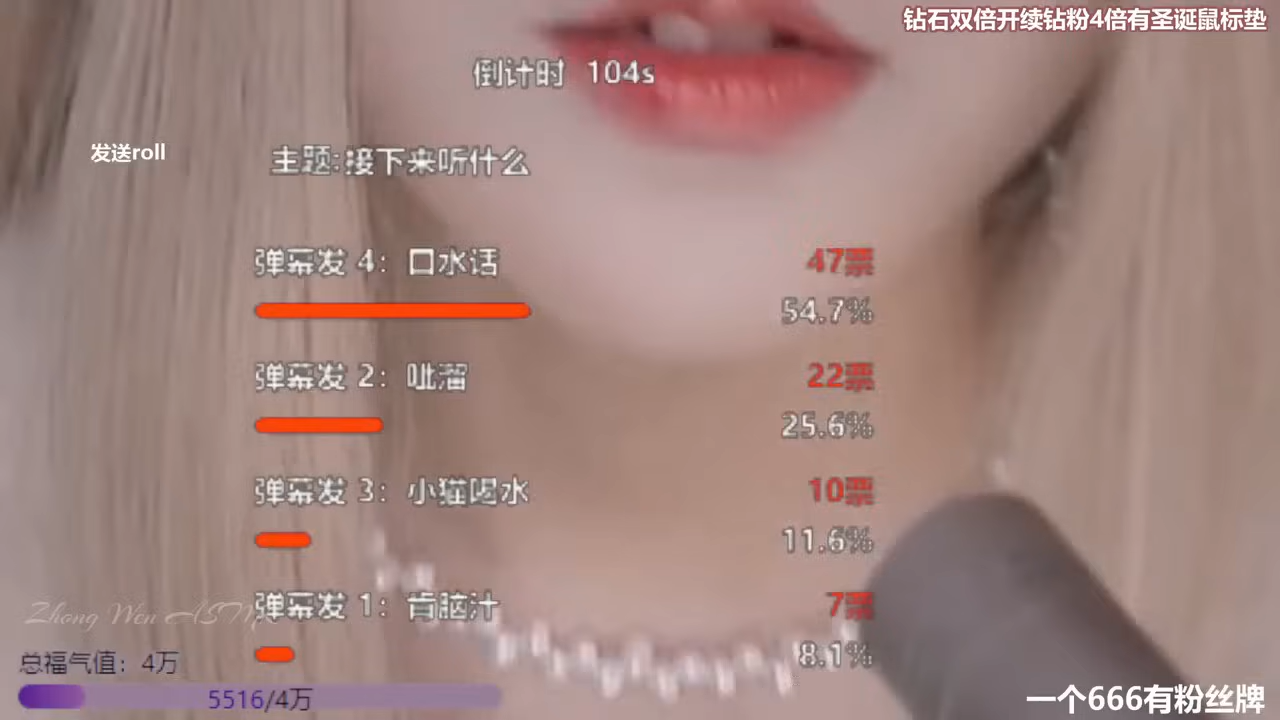 钻石双倍开续钻粉4倍有圣诞鼠标垫
倒计时 104s
发送roll
主题:接下来听什么
弹幕发 4：口水话
47票
54.7%
弹幕发 2：呲溜
22票
25.6%
弹幕发 3：小猫喝水
10票
11.6%
弹幕发 1：肯脑汁
7票
8.1%
Zhong Wen ASMR
总福气值：4万
5516/4万
一个666有粉丝牌